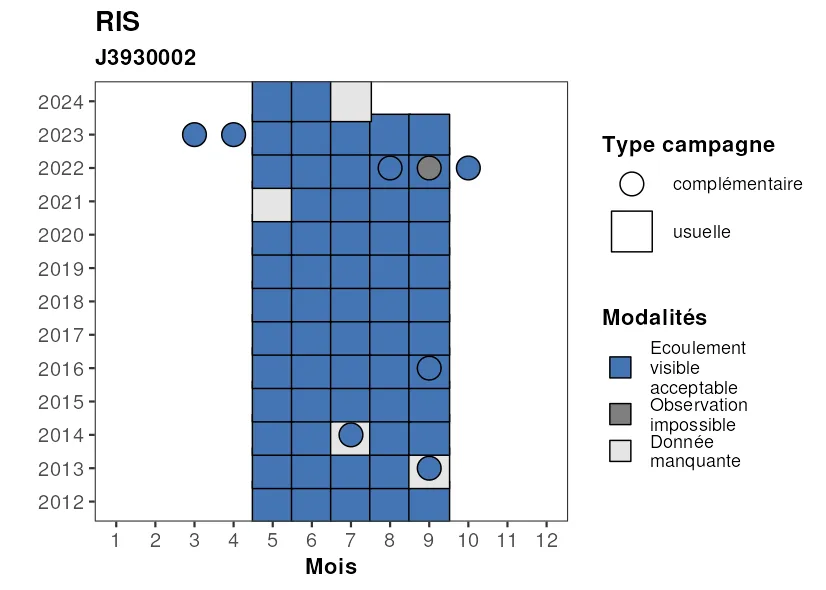 RIS
J3930002
2024
2023
2022
2021
2020
2019
2018
2017
2016
2015
2014
2013
2012
1 2 3 4 5 6 7 8 9 10 11 12
Mois
Type campagne
complémentaire
usuelle
Modalités
Ecoulement
visible
acceptable
Observation
impossible
Donnée
manquante